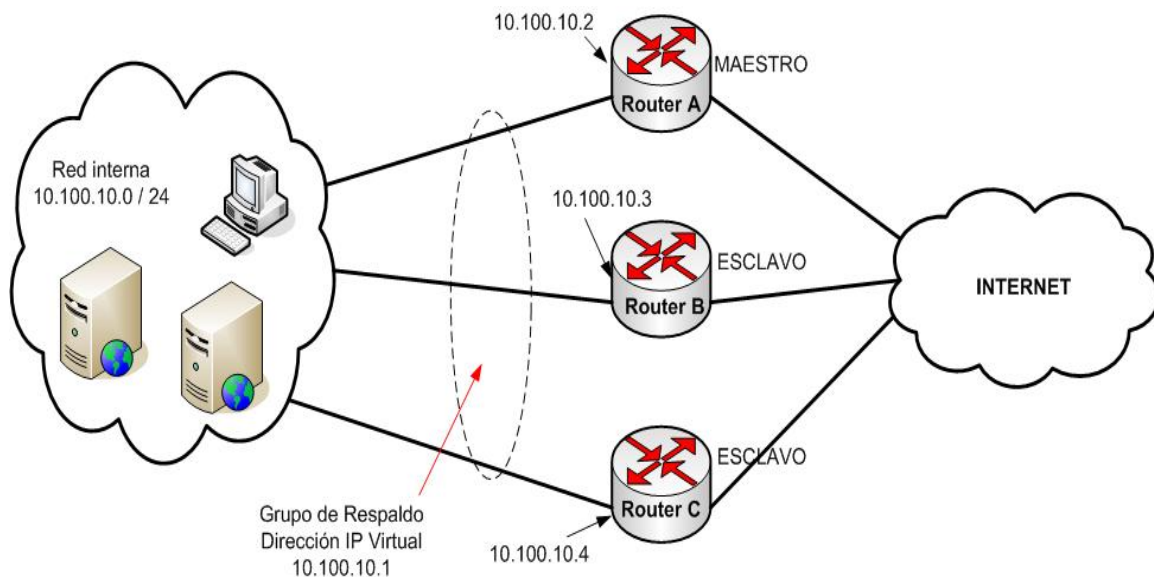 10.100.10.2
MAESTRO
Router A
Red interna
10.100.10.0 / 24
10.100.10.3
ESCLAVO
Router B
INTERNET
ESCLAVO
Router C
10.100.10.4
Grupo de Respaldo
Dirección IP Virtual
10.100.10.1